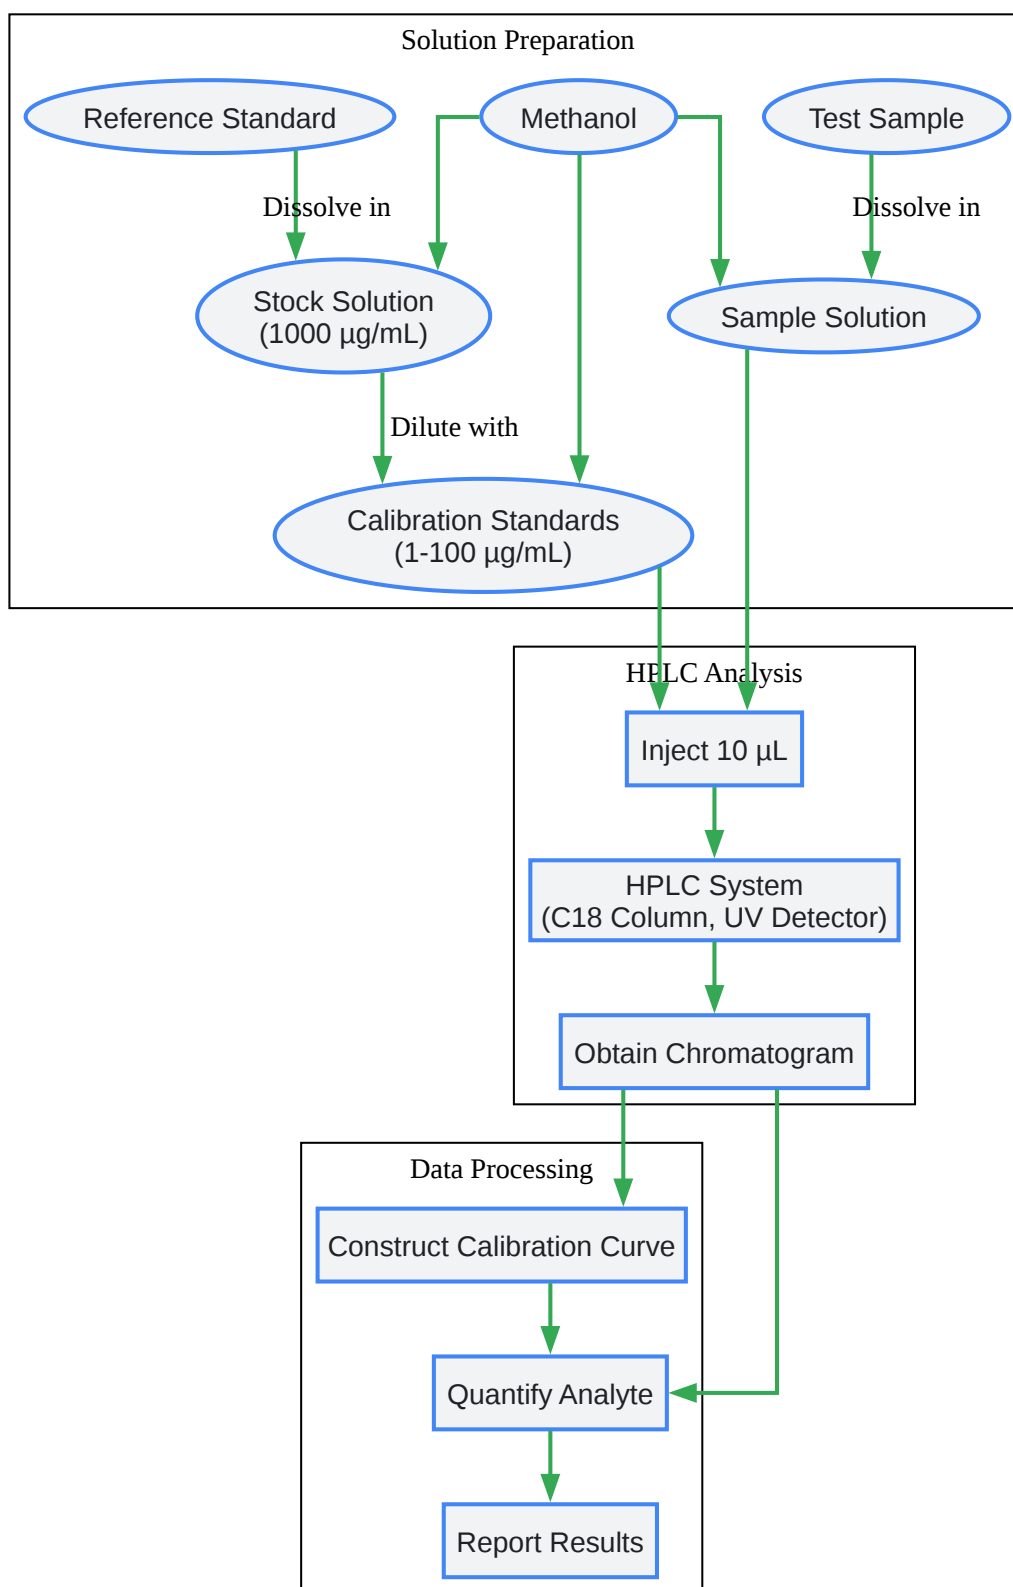 Solution Preparation
Reference Standard
Methanol
Test Sample
Dissolve in
Dissolve in
Stock Solution
(1000 µg/mL)
Sample Solution
Dilute with
Calibration Standards
(1-100 µg/mL)
HPLC Analysis
Inject 10 µL
HPLC System
(C18 Column, UV Detector)
Obtain Chromatogram
Data Processing
Construct Calibration Curve
Quantify Analyte
Report Results